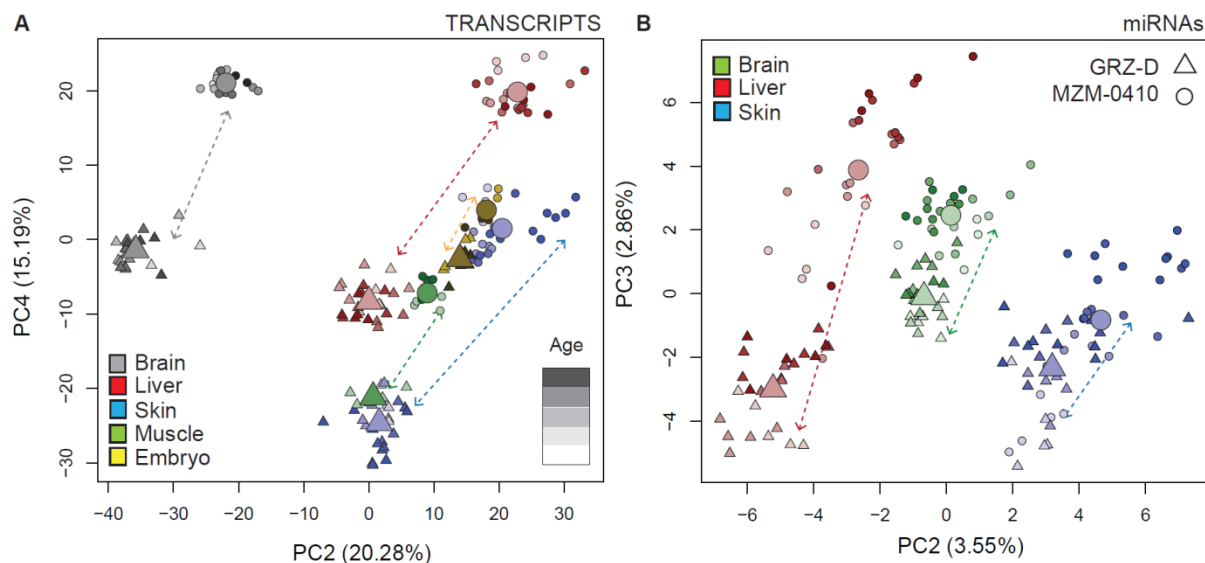 A
TRANSCRIPTS
20
10
0
−10
−20
−30
PC4 (15.19%)
Brain
Liver
Skin
Muscle
Embryo
Age
−40
−30
−20
−10
0
10
20
30
PC2 (20.28%)
B
miRNAs
Brain
Liver
Skin
GRZ-D
MZM-0410
6
4
2
0
−2
−4
PC3 (2.86%)
−6
−4
−2
0
2
4
6
PC2 (3.55%)